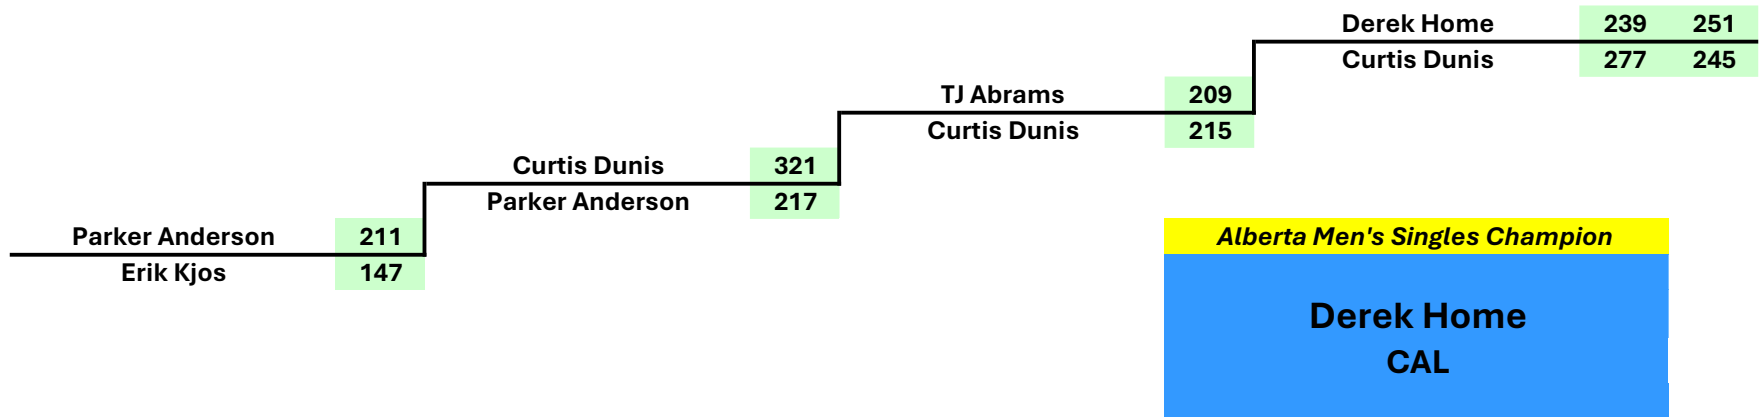 Derek Home 239 251
Curtis Dunis 277 245
TJ Abrams 209
Curtis Dunis 215
Curtis Dunis 321
Parker Anderson 217
Parker Anderson 211
Erik Kjos 147
Alberta Men's Singles Champion
Derek Home
CAL